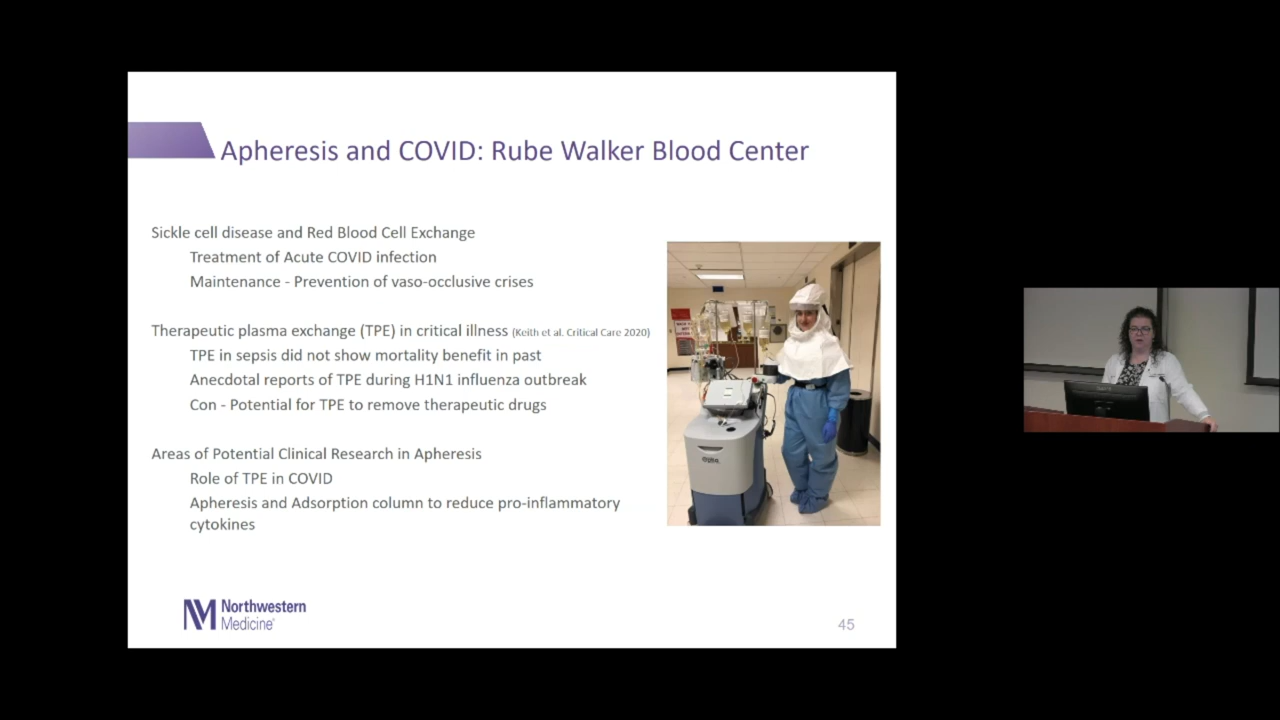 Apheresis and COVID: Rube Walker Blood Center
Sickle cell disease and Red Blood Cell Exchange
Treatment of Acute COVID infection
Maintenance - Prevention of vaso-occlusive crises
Therapeutic plasma exchange (TPE) in critical illness (Keith et al. Critical Care 2020)
TPE in sepsis did not show mortality benefit in past
Anecdotal reports of TPE during H1N1 influenza outbreak
Con - Potential for TPE to remove therapeutic drugs
Areas of Potential Clinical Research in Apheresis
Role of TPE in COVID
Apheresis and Adsorption column to reduce pro-inflammatory
cytokines
Northwestern
Medicine®
45